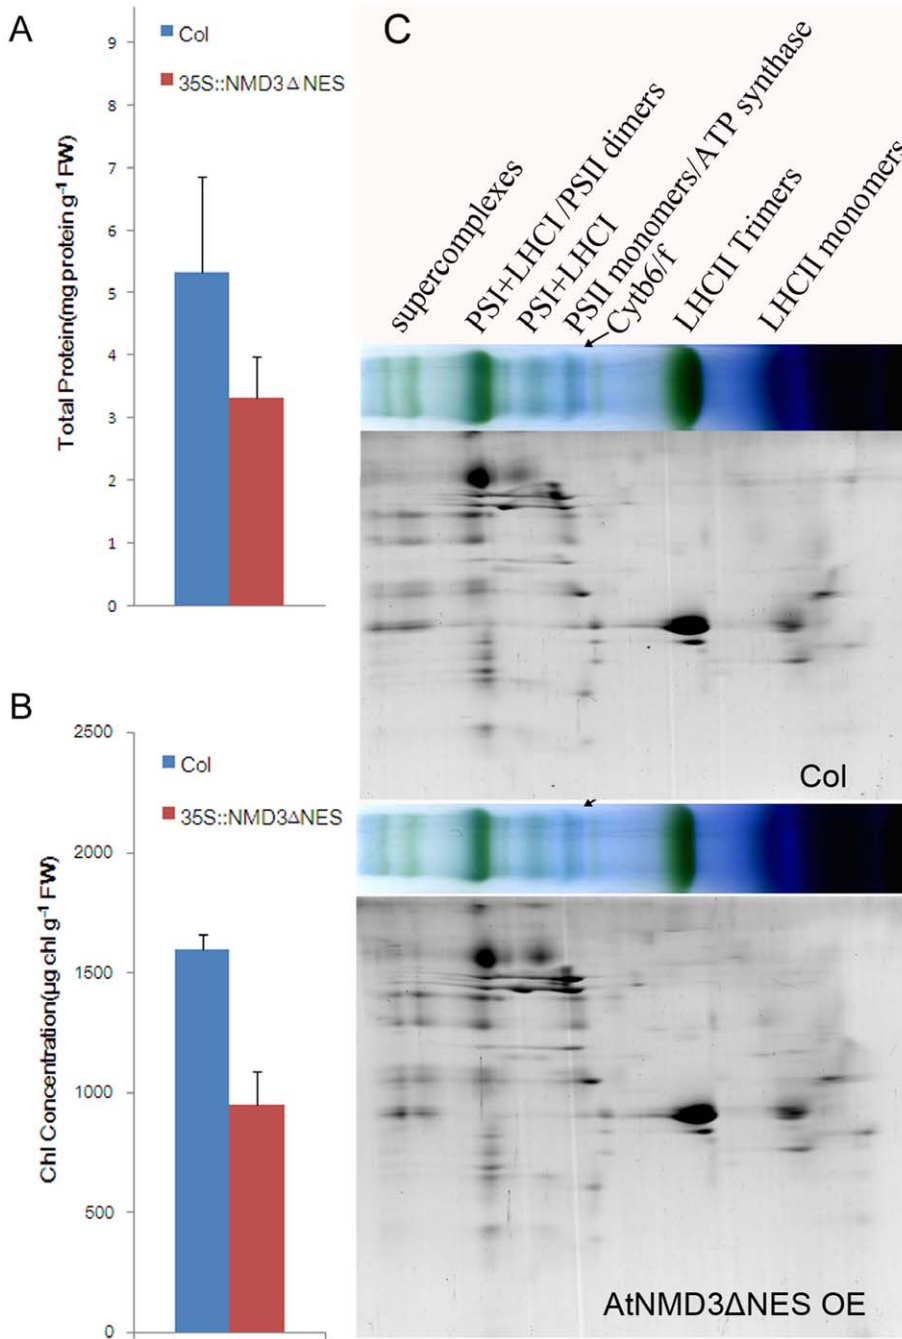 A
Total Protein(mg protein g⁻¹ FW)
9
8
7
6
5
4
3
2
1
0
Col
35S::NMD3ΔNES
B
Chl Concentration(µg chl g⁻¹ FW)
2500
2000
1500
1000
500
0
Col
35S::NMD3ΔNES
C
supercomplexes
PSI+LHCI /PSII dimers
PSI+LHCI
PSII monomers/ATP synthase
Cytb6/f
LHCII Trimers
LHCII monomers
Col
AtNMD3ΔNES OE